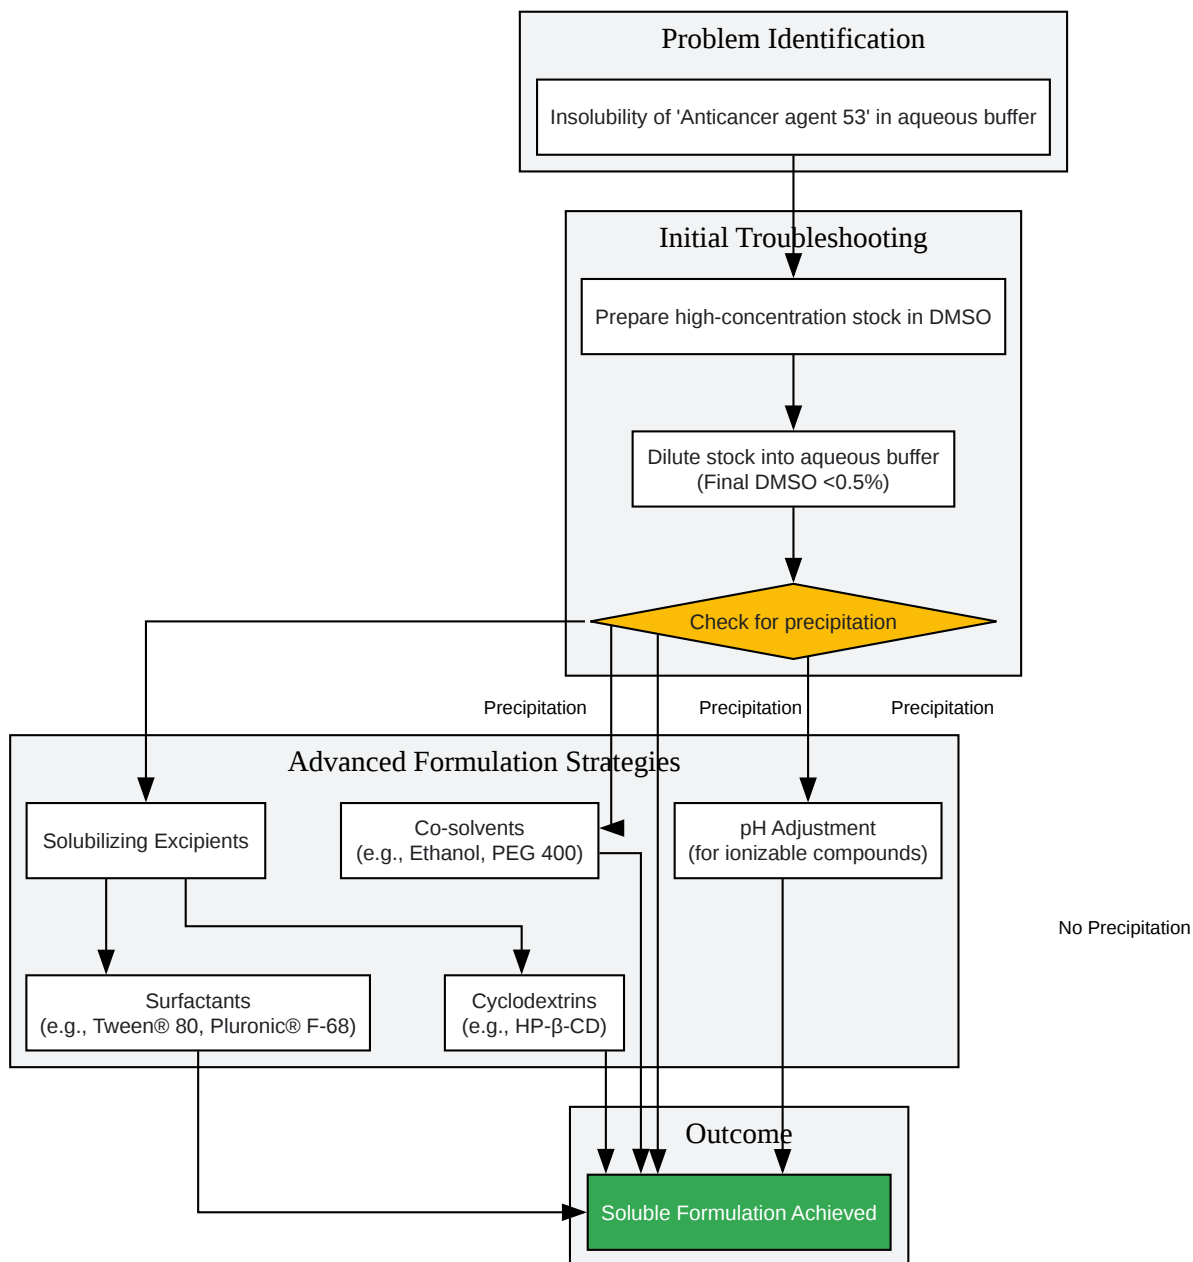 Problem Identification
Insolubility of 'Anticancer agent 53' in aqueous buffer
Initial Troubleshooting
Prepare high-concentration stock in DMSO
Dilute stock into aqueous buffer
(Final DMSO <0.5%)
Check for precipitation
Precipitation
Precipitation
Precipitation
Advanced Formulation Strategies
Solubilizing Excipients
Co-solvents
(e.g., Ethanol, PEG 400)
pH Adjustment
(for ionizable compounds)
No Precipitation
Surfactants
(e.g., Tween® 80, Pluronic® F-68)
Cyclodextrins
(e.g., HP-β-CD)
Outcome
Soluble Formulation Achieved